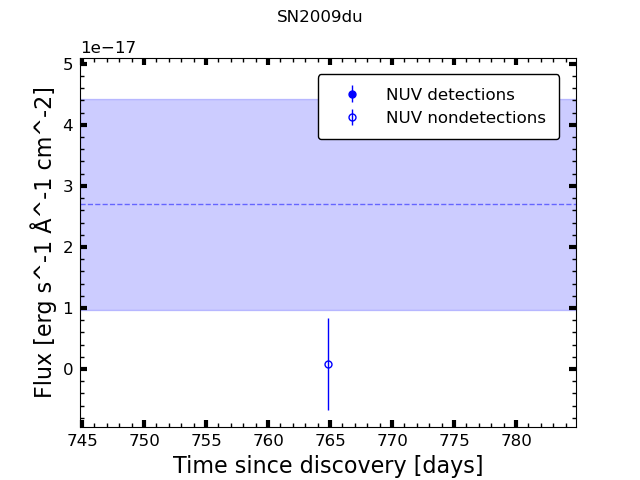 SN2009du
1e−17
5
4
3
2
1
0
Flux [erg s^-1 Å^-1 cm^-2]
NUV detections
NUV nondetections
745 750 755 760 765 770 775 780
Time since discovery [days]